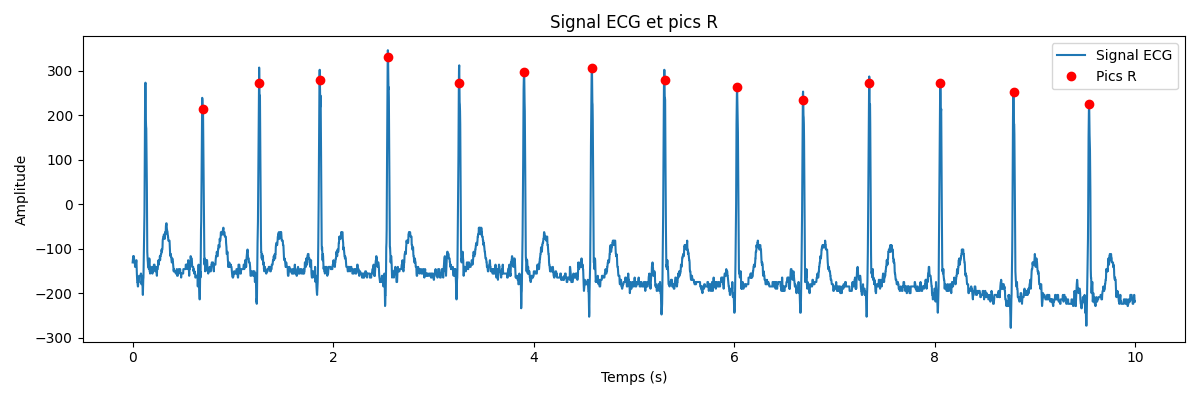 Signal ECG et pics R
Signal ECG
Pics R
300
200
100
0
−100
−200
−300
Amplitude
0
2
4
6
8
10
Temps (s)